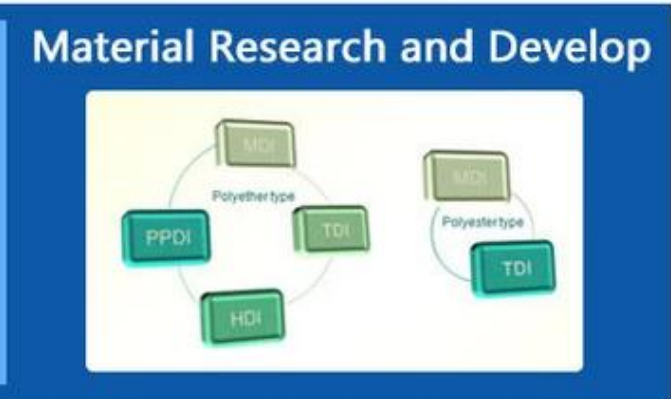 Material Research and Develop
MDI
Polyether type
PPDI
TDI
HDI
MDI
Polyester type
TDI